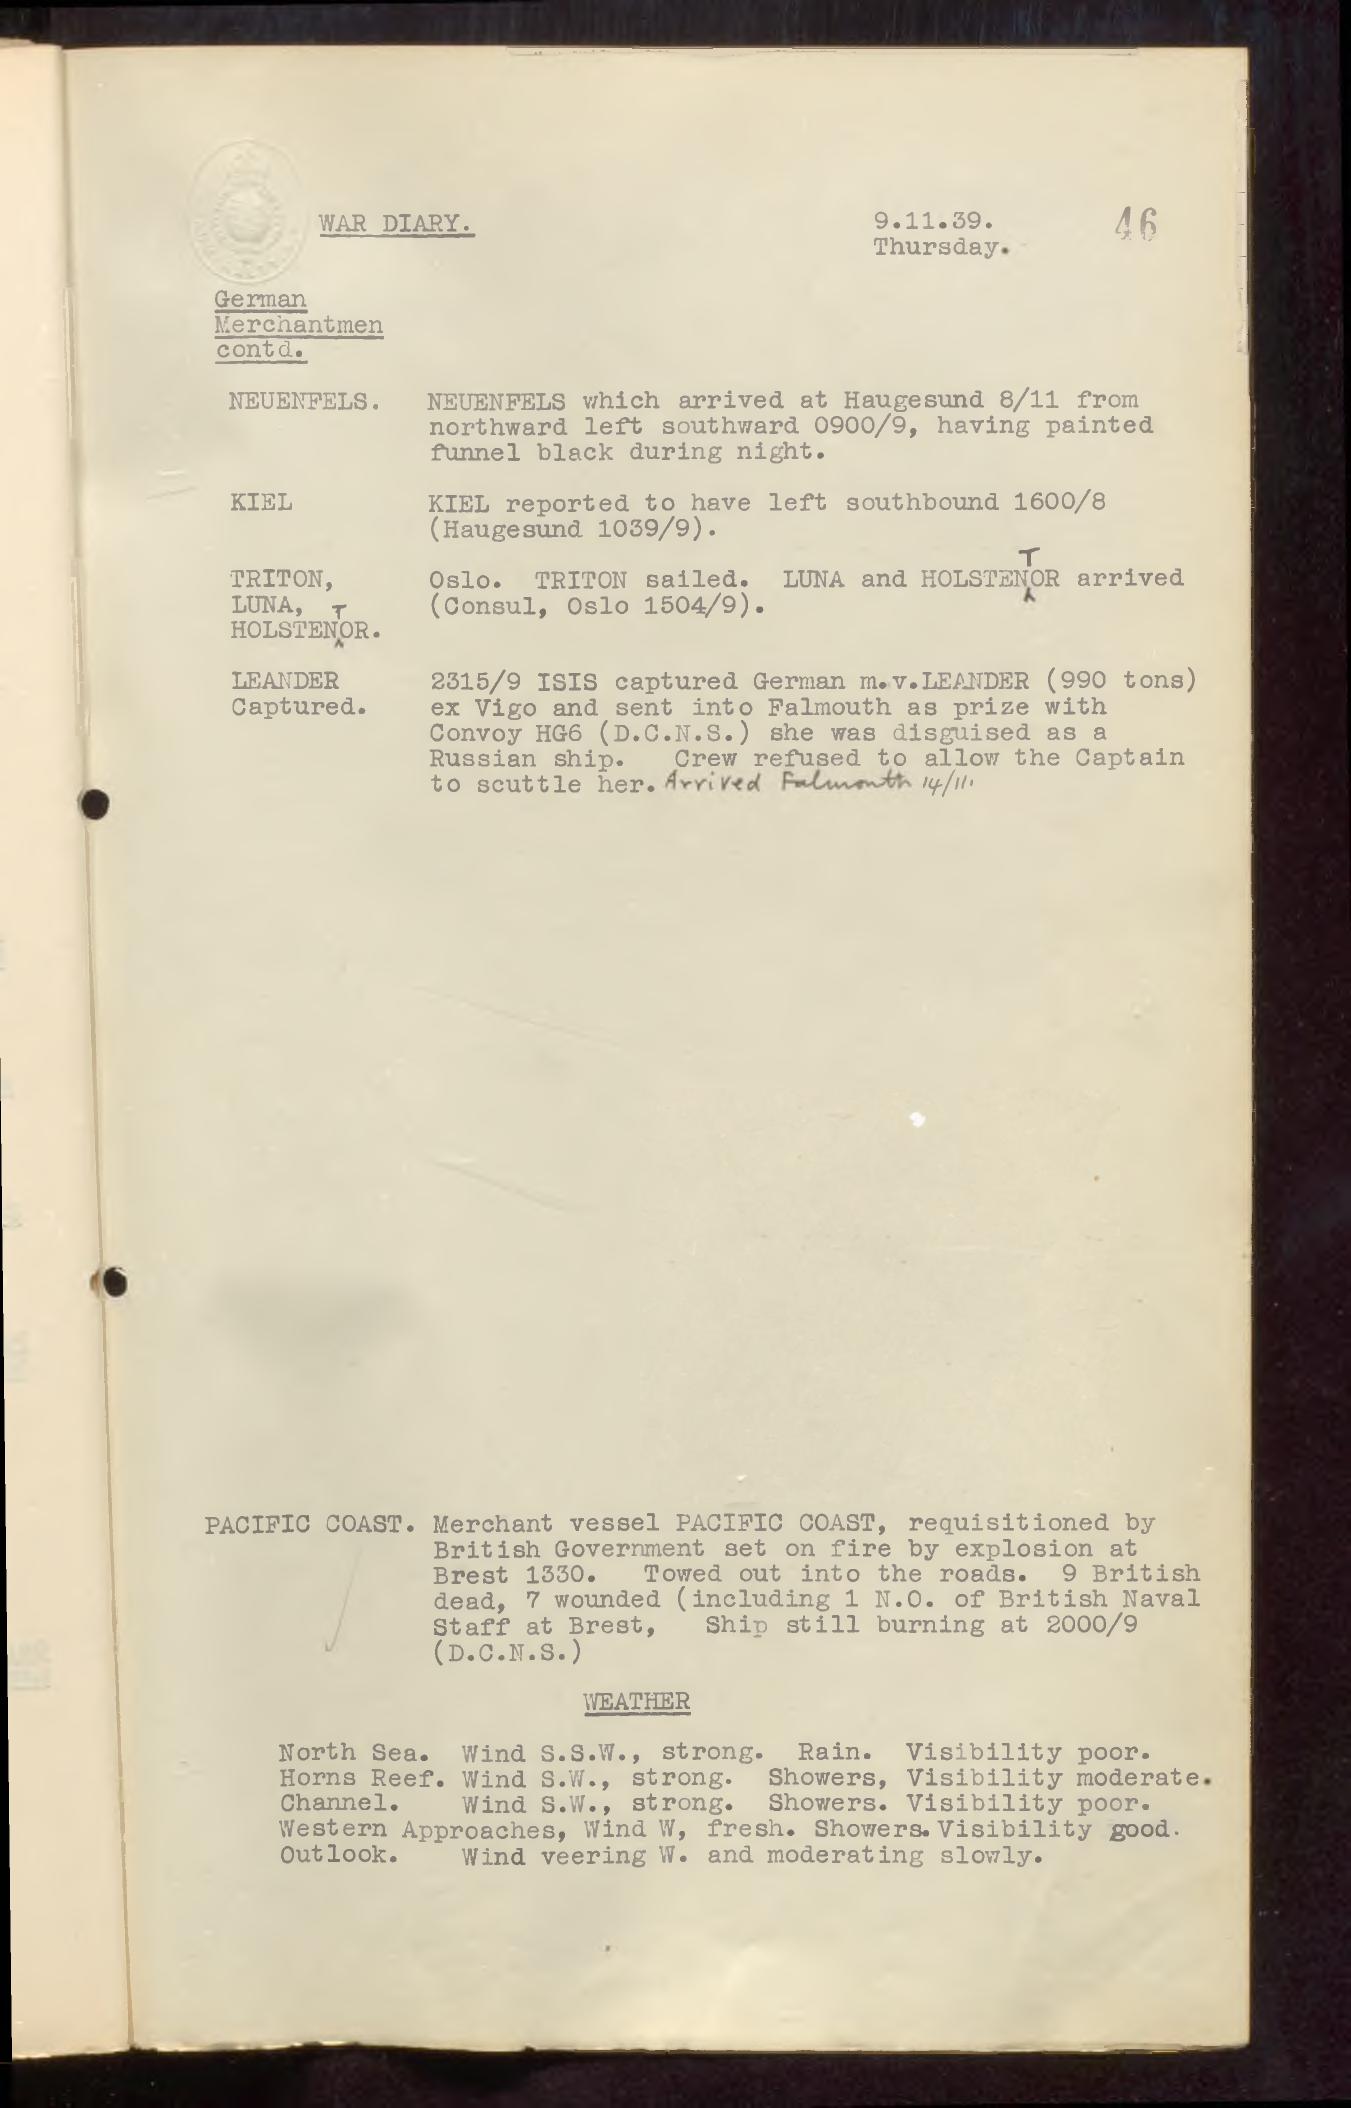 WAR DIARY.
9.11.39.
Thursday.
46
German
Merchantmen
contd.
NEUENFELS. NEUENFELS which arrived at Haugesund 8/11 from
northward left southward 0900/9, having painted
funnel black during night.
KIEL KIEL reported to have left southbound 1600/8
(Haugesund 1039/9).
TRITON,
LUNA,
HOLSTENTOR.
Oslo. TRITON sailed. LUNA and HOLSTENTOR arrived
(Consul, Oslo 1504/9).
LEANDER
Captured.
2315/9 ISIS captured German m.v.LEANDER (990 tons)
ex Vigo and sent into Falmouth as prize with
Convoy HG6 (D.C.N.S.) she was disguised as a
Russian ship. Crew refused to allow the Captain
to scuttle her. Arrived Falmouth 14/11.
PACIFIC COAST. Merchant vessel PACIFIC COAST, requisitioned by
British Government set on fire by explosion at
Brest 1330. Towed out into the roads. 9 British
dead, 7 wounded (including 1 N.O. of British Naval
Staff at Brest, Ship still burning at 2000/9
(D.C.N.S.)
WEATHER
North Sea. Wind S.S.W., strong. Rain. Visibility poor.
Horns Reef. Wind S.W., strong. Showers, Visibility moderate.
Channel. Wind S.W., strong. Showers. Visibility poor.
Western Approaches, Wind W, fresh. Showers. Visibility good.
Outlook. Wind veering W. and moderating slowly.